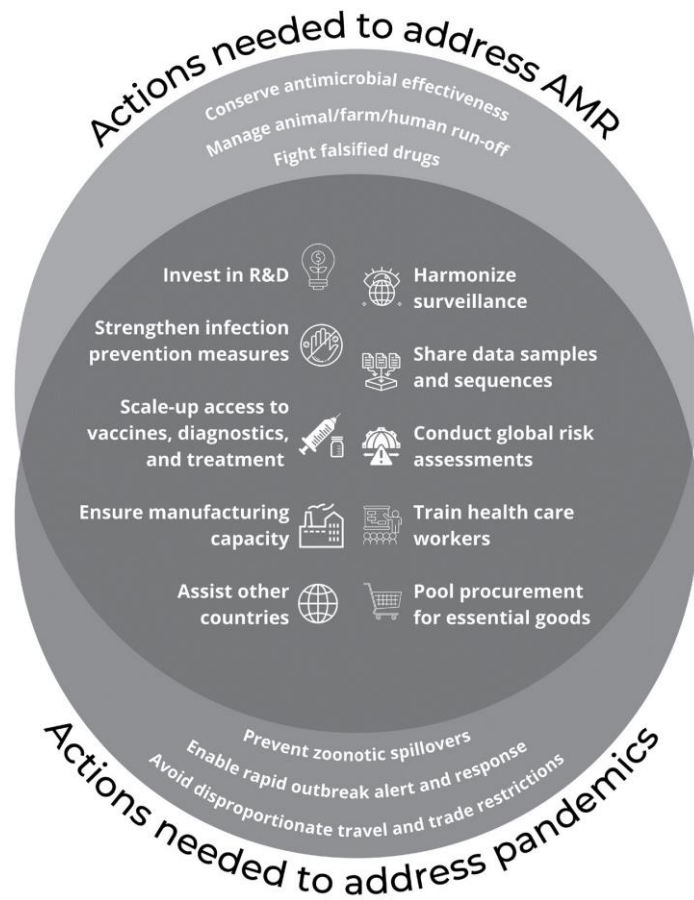 Actions needed to address AMR
Conserve antimicrobial effectiveness
Manage animal/farm/human run-off
Fight falsified drugs
Invest in R&D
Strengthen infection
prevention measures
Scale-up access to
vaccines, diagnostics,
and treatment
Ensure manufacturing
capacity
Assist other
countries
Harmonize
surveillance
Share data samples
and sequences
Conduct global risk
assessments
Train health care
workers
Pool procurement
for essential goods
Prevent zoonotic spillovers
Enable rapid outbreak alert and response
Avoid disproportionate travel and trade restrictions
Actions needed to address pandemics